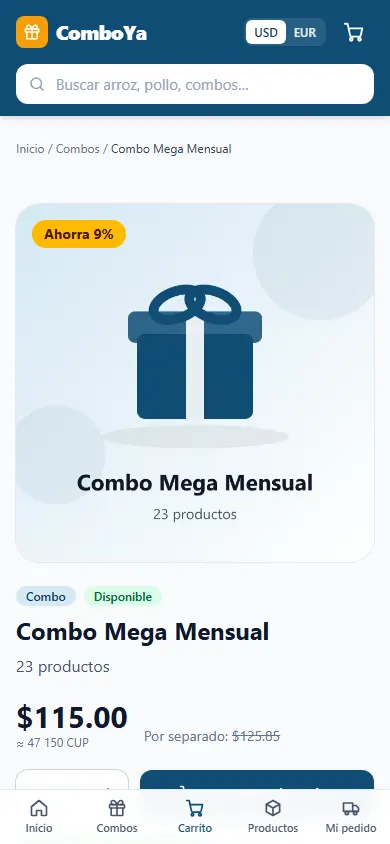 ComboYa
USD EUR
Buscar arroz, pollo, combos...
Inicio / Combos / Combo Mega Mensual
Ahorra 9%
Combo Mega Mensual
23 productos
Combo Disponible
Combo Mega Mensual
23 productos
$115.00
≈ 47 150 CUP
Por separado: $125.85
Inicio Combos Carrito Productos Mi pedido